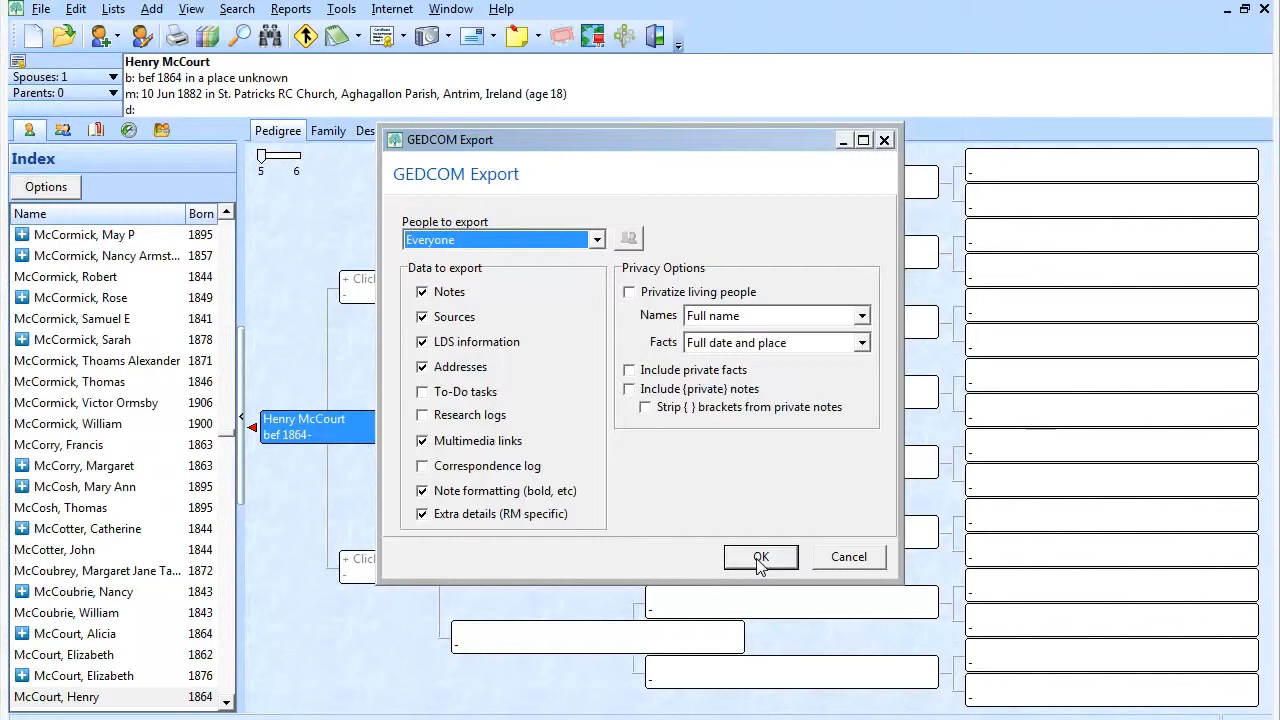 File Edit Lists Add View Search Reports Tools Internet Window Help
Henry McCourt
Spouses: 1
b: bef 1864 in a place unknown
Parents: 0
m: 10 Jun 1882 in St. Patricks RC Church, Aghagallon Parish, Antrim, Ireland (age 18)
d:
Pedigree Family Des
Index
5 6
Options
Name Born
McCormick, May P 1895
McCormick, Nancy Armst... 1857
McCormick, Robert 1844
McCormick, Rose 1849
McCormick, Samuel E 1881
McCormick, Sarah 1878
McCormick, Thoams Alexander 1871
McCormick, Thomas 1846
McCormick, Victor Ormsby 1902
McCormick, William 1900
McCorry, Francis 1863
McCorry, Margaret 1863
McCosh, Mary Ann 1895
McCosh, Thomas 1895
McCotter, Catherine 1844
McCotter, John 1844
McCoubrey, Margaret Jane Ta... 1872
McCoubrie, Nancy 1843
McCoubrie, William 1843
McCourt, Alicia 1864
McCourt, Elizabeth 1862
McCourt, Elizabeth 1876
McCourt, Henry 1864
+ Clic
-
Henry McCourt
bef 1864-
+ Clic
-
GEDCOM Export
GEDCOM Export
People to export
Everyone
Data to export
Notes
Sources
LDS information
Addresses
To-Do tasks
Research logs
Multimedia links
Correspondence log
Note formatting (bold, etc)
Extra details (RM specific)
Privacy Options
Privatize living people
Names Full name
Facts Full date and place
Include private facts
Include {private} notes
Strip { } brackets from private notes
OK Cancel